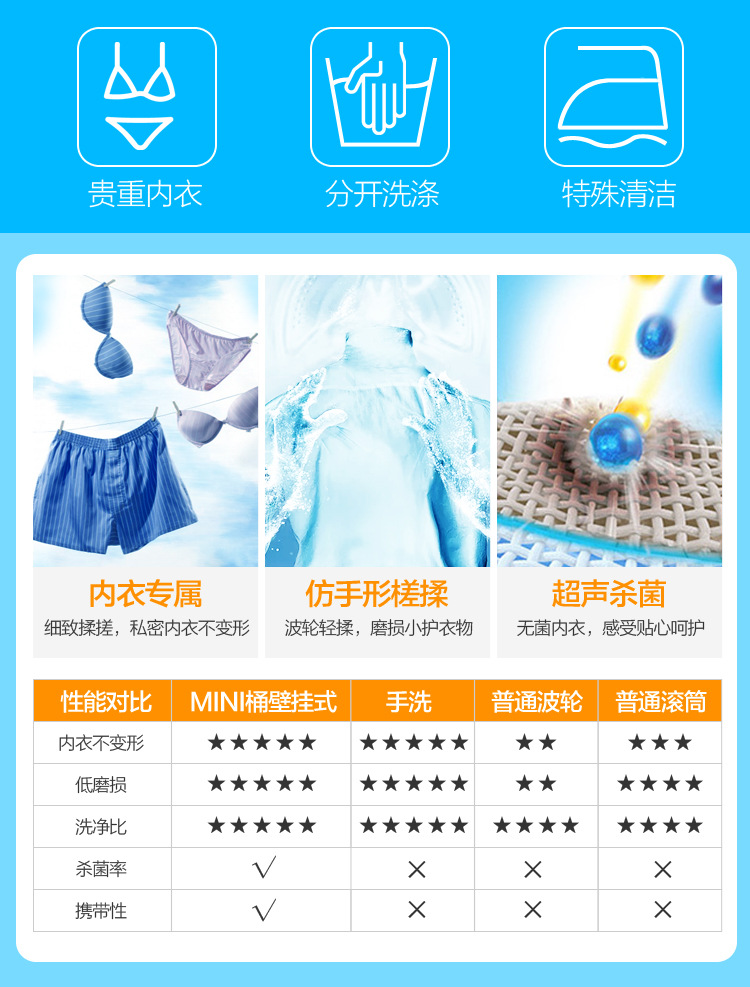 贵重内衣 分开洗涤 特殊清洁
内衣专属 仿手形槎揉 超声杀菌
细致揉搓，私密内衣不变形 波轮轻揉，磨损小护衣物 无菌内衣，感受贴心呵护
性能对比 MINI桶壁挂式 手洗 普通波轮 普通滚筒
内衣不变形 ★★★★★ ★★★★★ ★★ ★★★
低磨损 ★★★★★ ★★★★★ ★★ ★★★★
洗净比 ★★★★★ ★★★★★ ★★★★ ★★★★
杀菌率 √ × × ×
携带性 √ × × ×